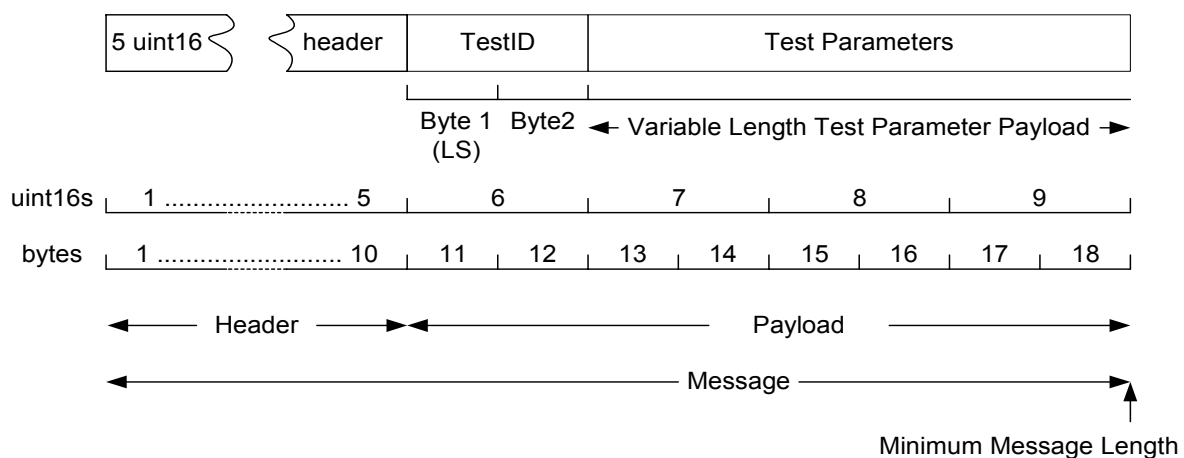 5 uint16 header TestID Test Parameters
Byte 1 Byte2 Variable Length Test Parameter Payload
(LS)
uint16s 1 ............................ 5 6 7 8 9
bytes 1 ............................ 10 11 12 13 14 15 16 17 18
Header Payload
Message
Minimum Message Length